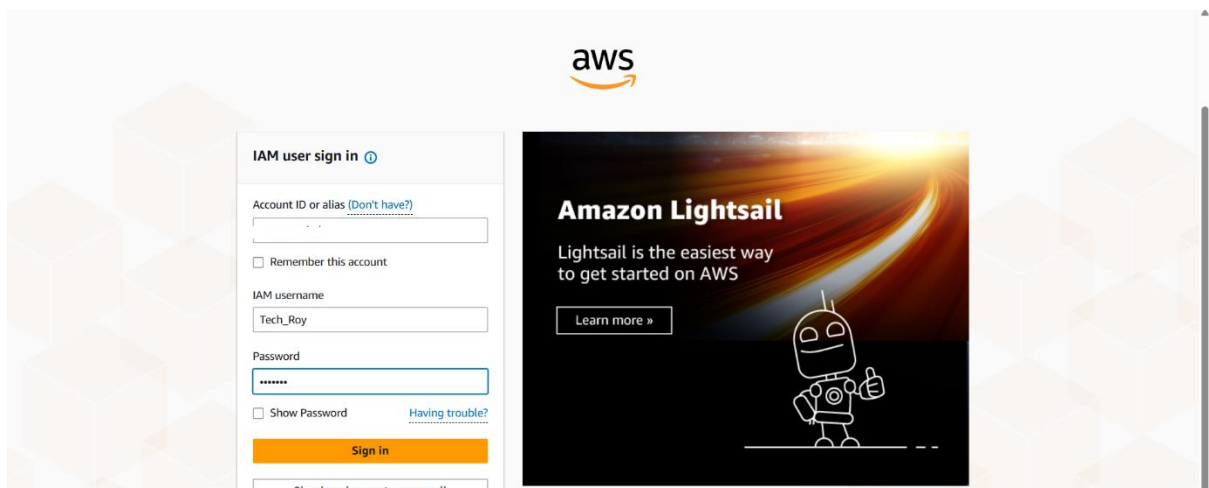 aws
IAM user sign in
Account ID or alias (Don't have?)
Remember this account
IAM username
Tech_Roy
Password
•••••••
Show Password
Having trouble?
Sign in
Amazon Lightsail
Lightsail is the easiest way
to get started on AWS
Learn more »